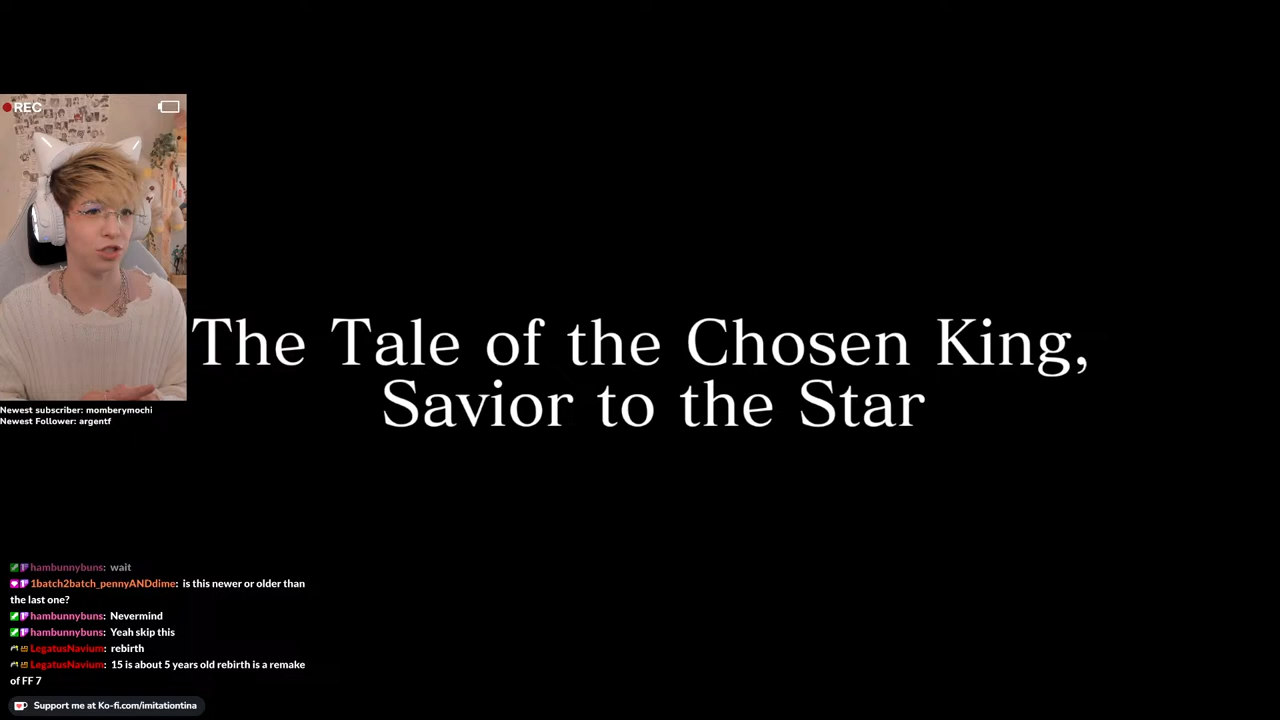 REC
The Tale of the Chosen King,
Savior to the Star
Newest subscriber: momberymochi
Newest Follower: argentf
hambunnybuns: wait
1batch2batch_pennyANDdime: is this newer or older than
the last one?
hambunnybuns: Nevermind
hambunnybuns: Yeah skip this
LegatusNavium: rebirth
LegatusNavium: 15 is about 5 years old rebirth is a remake
of FF 7
Support me at Ko-fi.com/imitationtina